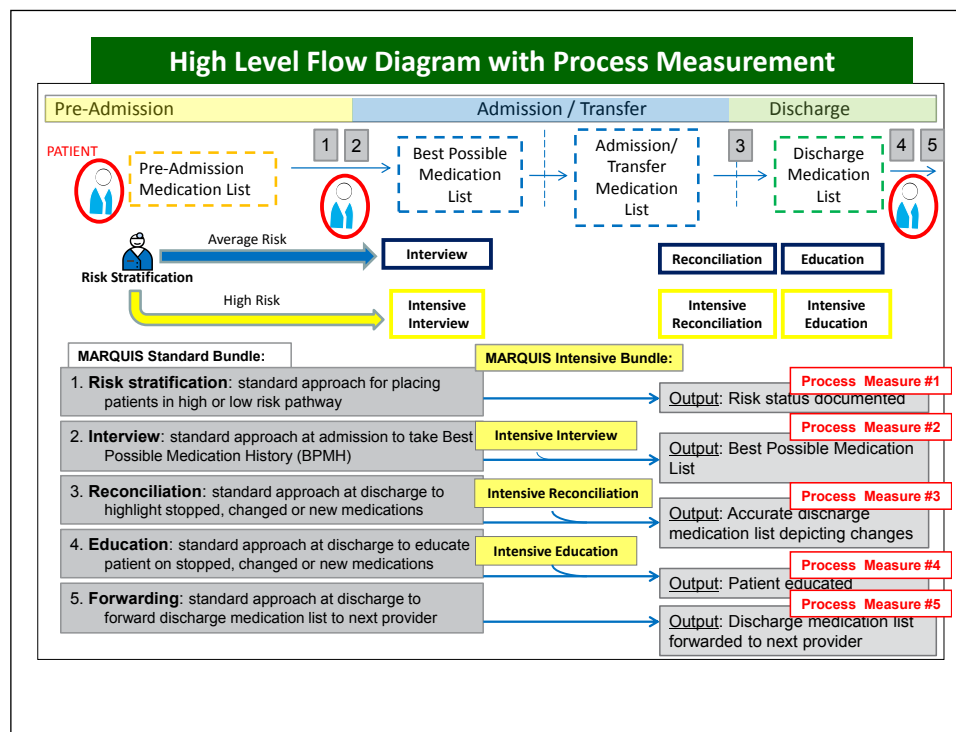 High Level Flow Diagram with Process Measurement
Pre-Admission
Admission / Transfer
Discharge
PATIENT
Pre-Admission
Medication List
1
2
Best Possible
Medication
List
Admission/
Transfer
Medication
List
3
Discharge
Medication
List
4
5
Average Risk
Risk Stratification
High Risk
Interview
Reconciliation
Education
Intensive
Interview
Intensive
Reconciliation
Intensive
Education
MARQUIS Standard Bundle:
MARQUIS Intensive Bundle:
1. Risk stratification: standard approach for placing
patients in high or low risk pathway
Process Measure #1
Output: Risk status documented
2. Interview: standard approach at admission to take Best
Possible Medication History (BPMH)
Intensive Interview
Process Measure #2
Output: Best Possible Medication
List
3. Reconciliation: standard approach at discharge to
highlight stopped, changed or new medications
Intensive Reconciliation
Process Measure #3
Output: Accurate discharge
medication list depicting changes
4. Education: standard approach at discharge to educate
patient on stopped, changed or new medications
Intensive Education
Process Measure #4
Output: Patient educated
5. Forwarding: standard approach at discharge to
forward discharge medication list to next provider
Process Measure #5
Output: Discharge medication list
forwarded to next provider